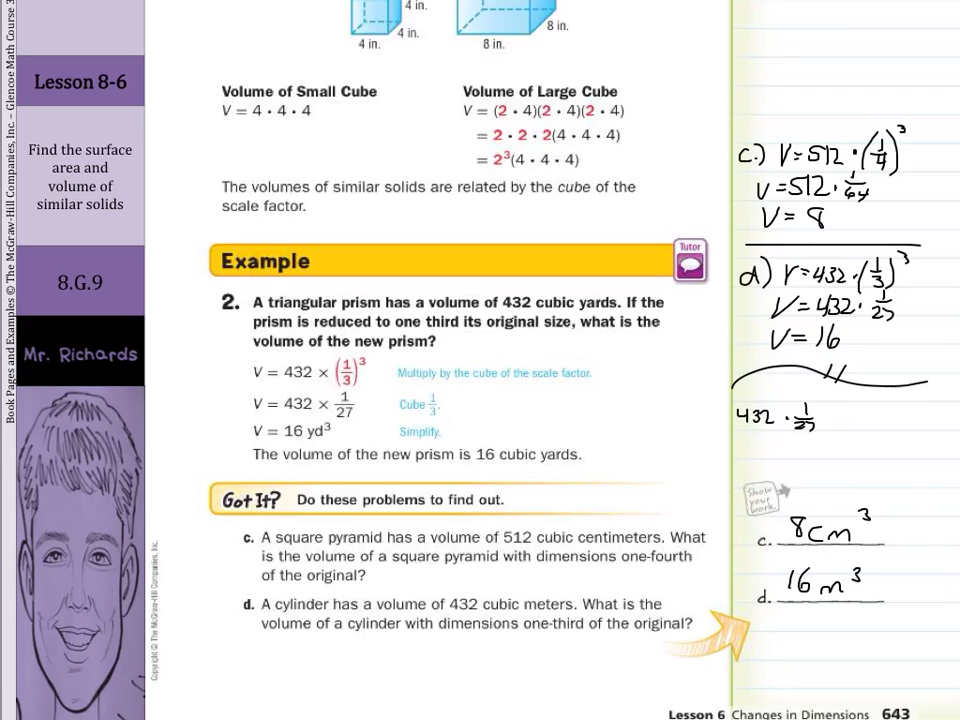 Book Pages and Examples © The McGraw-Hill Companies, Inc. – Glencoe Math Course 3
Lesson 8-6
Find the surface
area and
volume of
similar solids
8.G.9
Mr. Richards
4 in.
4 in.
4 in.
8 in.
8 in.
Volume of Small Cube
V = 4 • 4 • 4
Volume of Large Cube
V = (2 • 4)(2 • 4)(2 • 4)
= 2 • 2 • 2(4 • 4 • 4)
= 2³(4 • 4 • 4)
The volumes of similar solids are related by the cube of the
scale factor.
Example
Tutor
2. A triangular prism has a volume of 432 cubic yards. If the
prism is reduced to one third its original size, what is the
volume of the new prism?
V = 432 × (1/3)³ Multiply by the cube of the scale factor.
V = 432 × 1/27 Cube 1/3.
V = 16 yd³ Simplify.
The volume of the new prism is 16 cubic yards.
Got It? Do these problems to find out.
c. A square pyramid has a volume of 512 cubic centimeters. What
is the volume of a square pyramid with dimensions one-fourth
of the original?
d. A cylinder has a volume of 432 cubic meters. What is the
volume of a cylinder with dimensions one-third of the original?
Copyright © The McGraw-Hill Companies, Inc.
c.) V=512 • (1/4)³
V=512 • 1/64
V= 8
d) V=432 • (1/3)³
V=432 • 1/27
V= 16
432 • 1/27
Show
your
work.
c. 8cm³
d. 16 m³
Lesson 6 Changes in Dimensions 643